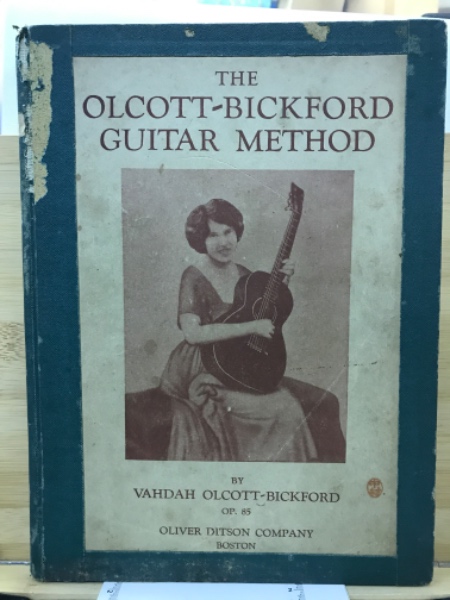 THE
OLCOTT-BICKFORD
GUITAR METHOD
BY
VAHDAH OLCOTT-BICKFORD
OP. 85
OLIVER DITSON COMPANY
BOSTON